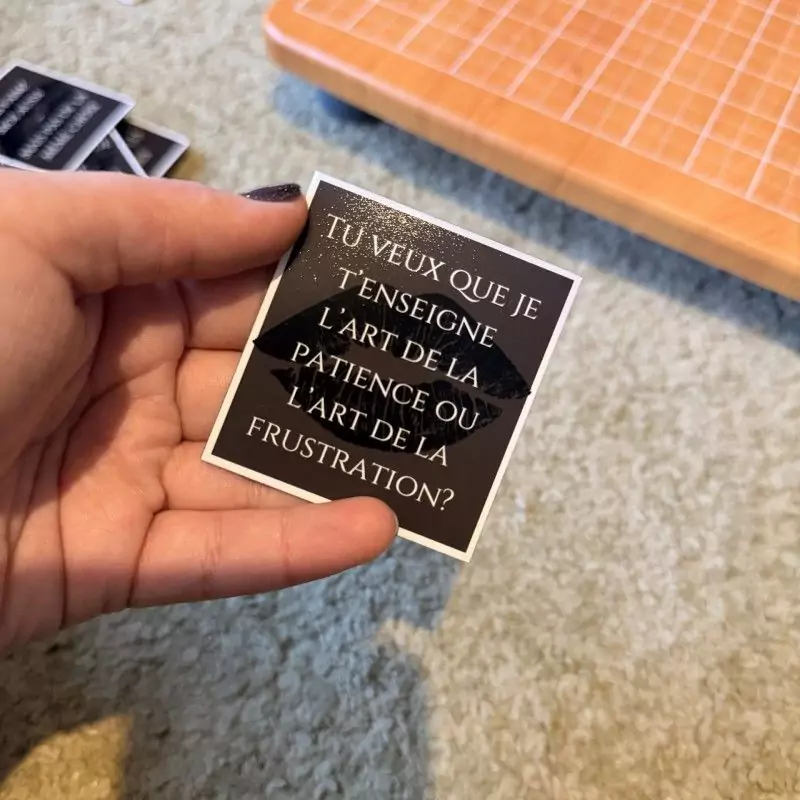 Tu veux que je
t'enseigne
l'art de la
patience ou
l'art de la
frustration?